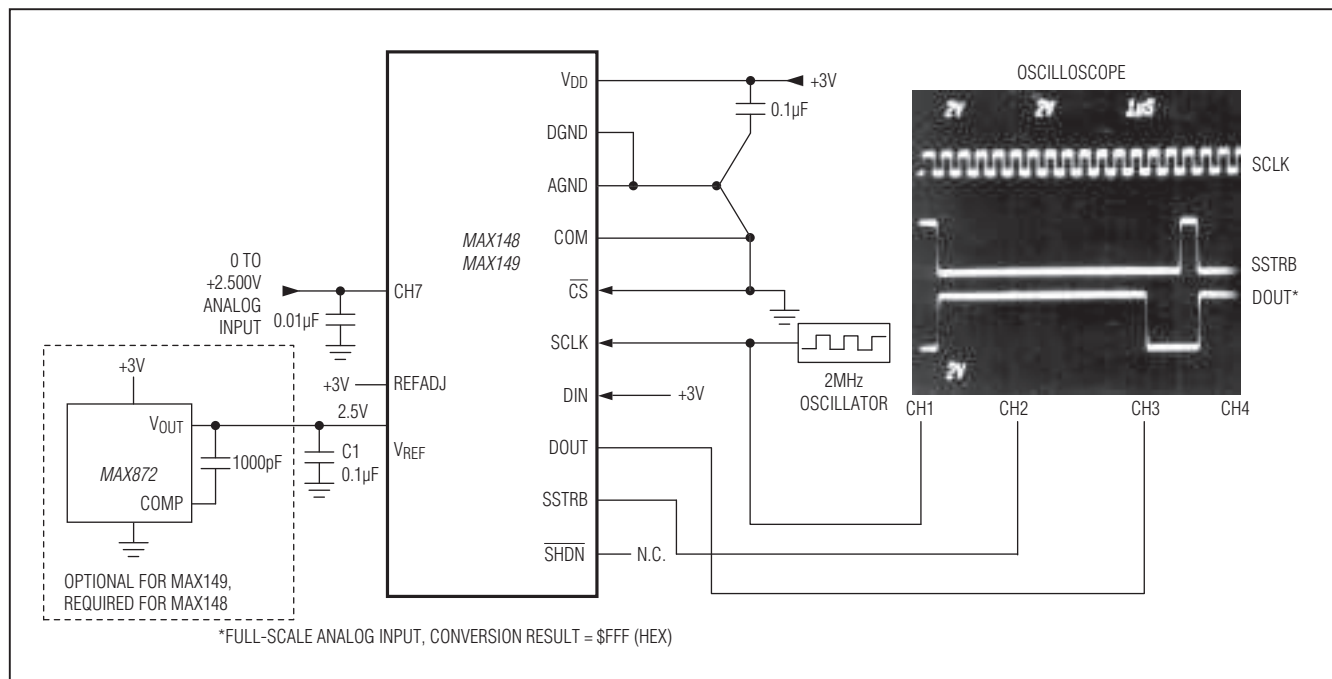 OSCILLOSCOPE
2V 2V 1µS
SCLK
SSTRB
DOUT*
2V
CH1 CH2 CH3 CH4
VDD
+3V
0.1µF
DGND
AGND
COM
CS
SCLK
DIN
+3V
DOUT
SSTRB
SHDN
N.C.
2MHz
OSCILLATOR
MAX148
MAX149
0 TO
+2.500V
ANALOG
INPUT
0.01µF
CH7
+3V
REFADJ
2.5V
VREF
C1
0.1µF
+3V
VOUT
MAX872
COMP
1000pF
OPTIONAL FOR MAX149,
REQUIRED FOR MAX148
*FULL-SCALE ANALOG INPUT, CONVERSION RESULT = $FFF (HEX)